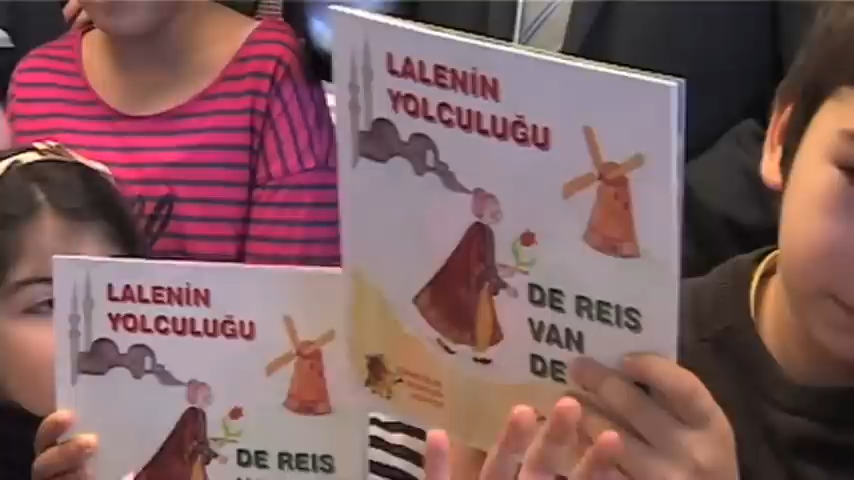 LALENİN
YOLCULUĞU
DE REIS
VAN
DE
LALENİN
YOLCULUĞU
DE REIS